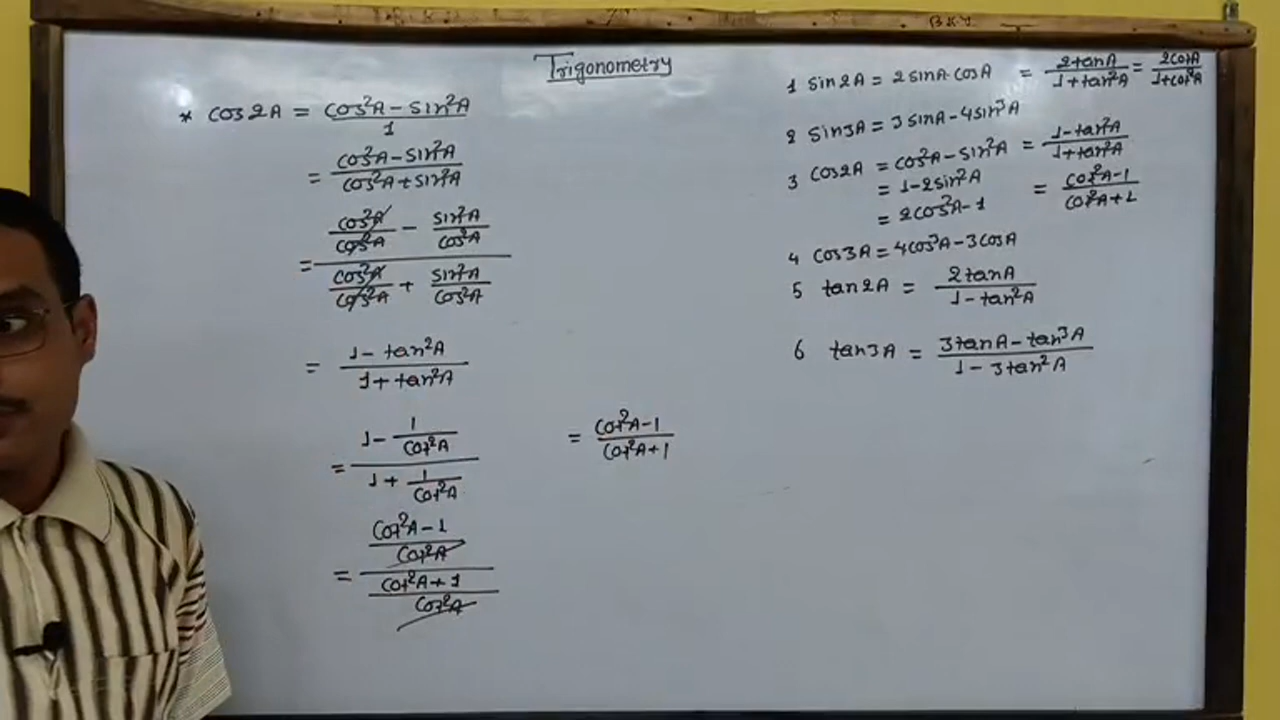 B.K.Y
Trigonometry
* cos2A = (cos²A - sin²A)/1
= (cos²A - sin²A)/(cos²A + sin²A)
= (cos²A/cos²A - sin²A/cos²A)/(cos²A/cos²A + sin²A/cos²A)
= (1 - tan²A)/(1 + tan²A)
= (1 - 1/cot²A)/(1 + 1/cot²A)
= ((cot²A - 1)/cot²A)/((cot²A + 1)/cot²A)
= (cot²A - 1)/(cot²A + 1)
1 sin2A = 2 sinA·cosA = 2tanA/(1 + tan²A) = 2cotA/(1 + cot²A)
2 sin3A = 3 sinA - 4sin³A
3 cos2A = cos²A - sin²A = (1 - tan²A)/(1 + tan²A)
= 1 - 2sin²A = (cot²A - 1)/(cot²A + 1)
= 2cos²A - 1
4 cos3A = 4cos³A - 3cosA
5 tan2A = 2tanA/(1 - tan²A)
6 tan3A = (3tanA - tan³A)/(1 - 3tan²A)